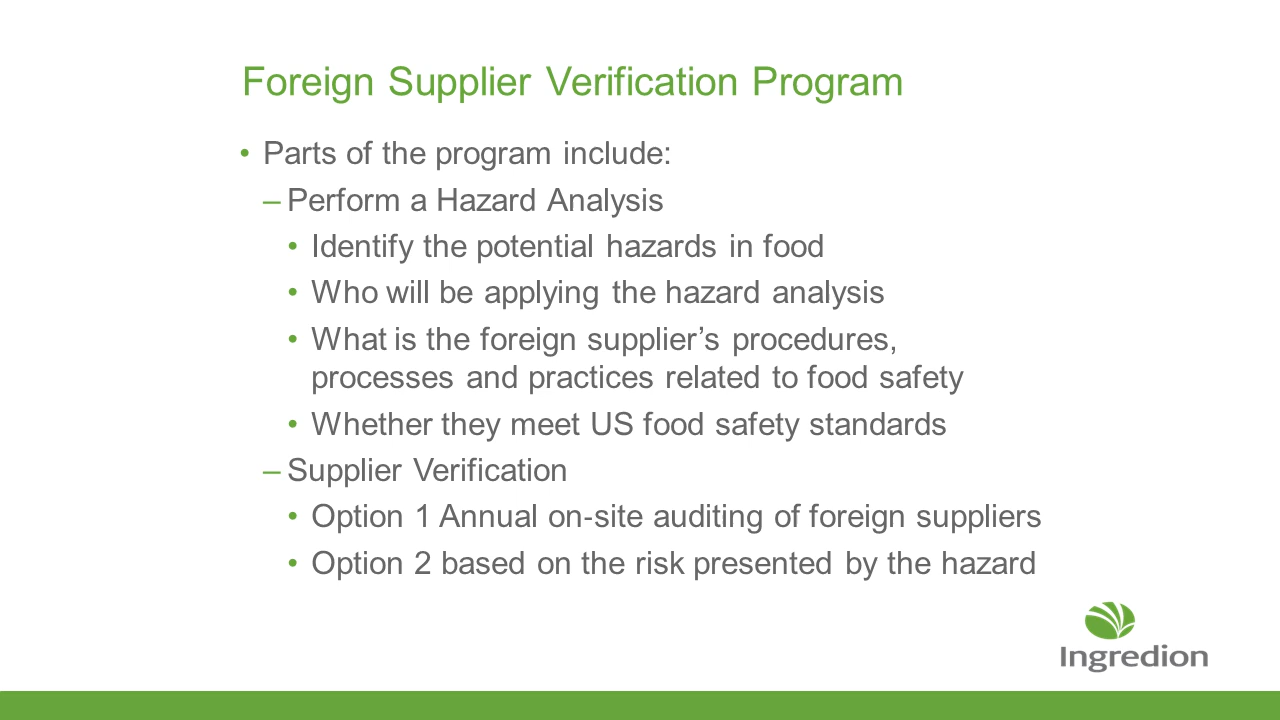 Foreign Supplier Verification Program
• Parts of the program include:
– Perform a Hazard Analysis
• Identify the potential hazards in food
• Who will be applying the hazard analysis
• What is the foreign supplier’s procedures,
processes and practices related to food safety
• Whether they meet US food safety standards
– Supplier Verification
• Option 1 Annual on-site auditing of foreign suppliers
• Option 2 based on the risk presented by the hazard
Ingredion